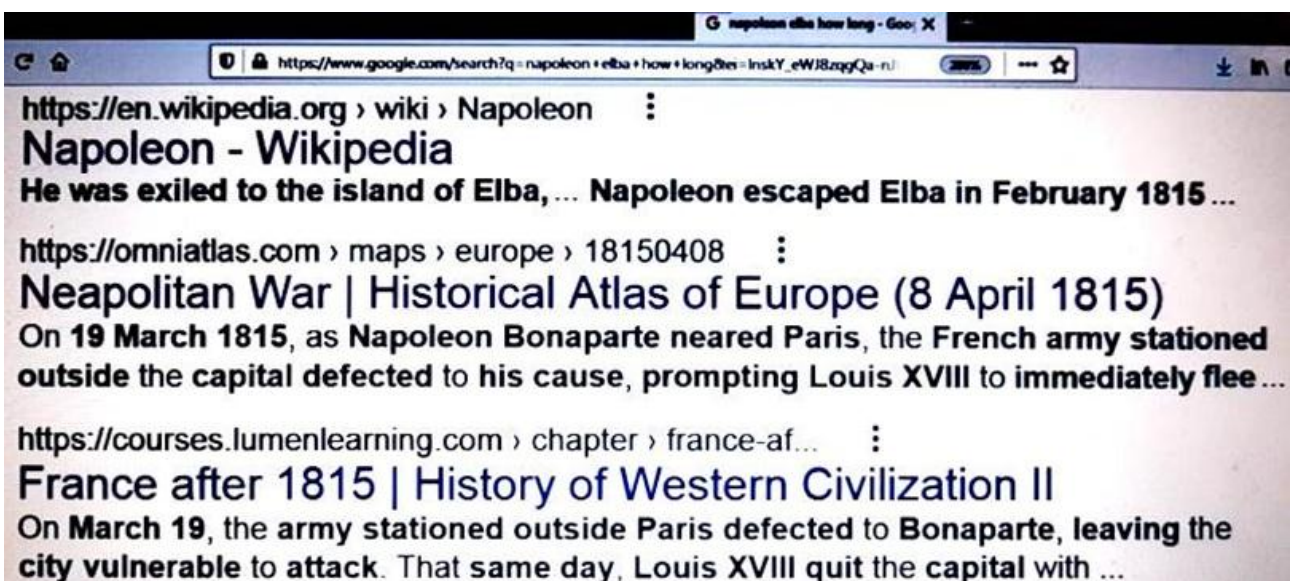 G napoleon elba how long - Goo
https://www.google.com/search?q=napoleon+elba+how+long&ei=
https://en.wikipedia.org › wiki › Napoleon
Napoleon - Wikipedia
He was exiled to the island of Elba, ... Napoleon escaped Elba in February 1815 ...
https://omniatlas.com › maps › europe › 18150408
Neapolitan War | Historical Atlas of Europe (8 April 1815)
On 19 March 1815, as Napoleon Bonaparte neared Paris, the French army stationed
outside the capital defected to his cause, prompting Louis XVIII to immediately flee ...
https://courses.lumenlearning.com › chapter › france-af...
France after 1815 | History of Western Civilization II
On March 19, the army stationed outside Paris defected to Bonaparte, leaving the
city vulnerable to attack. That same day, Louis XVIII quit the capital with ...